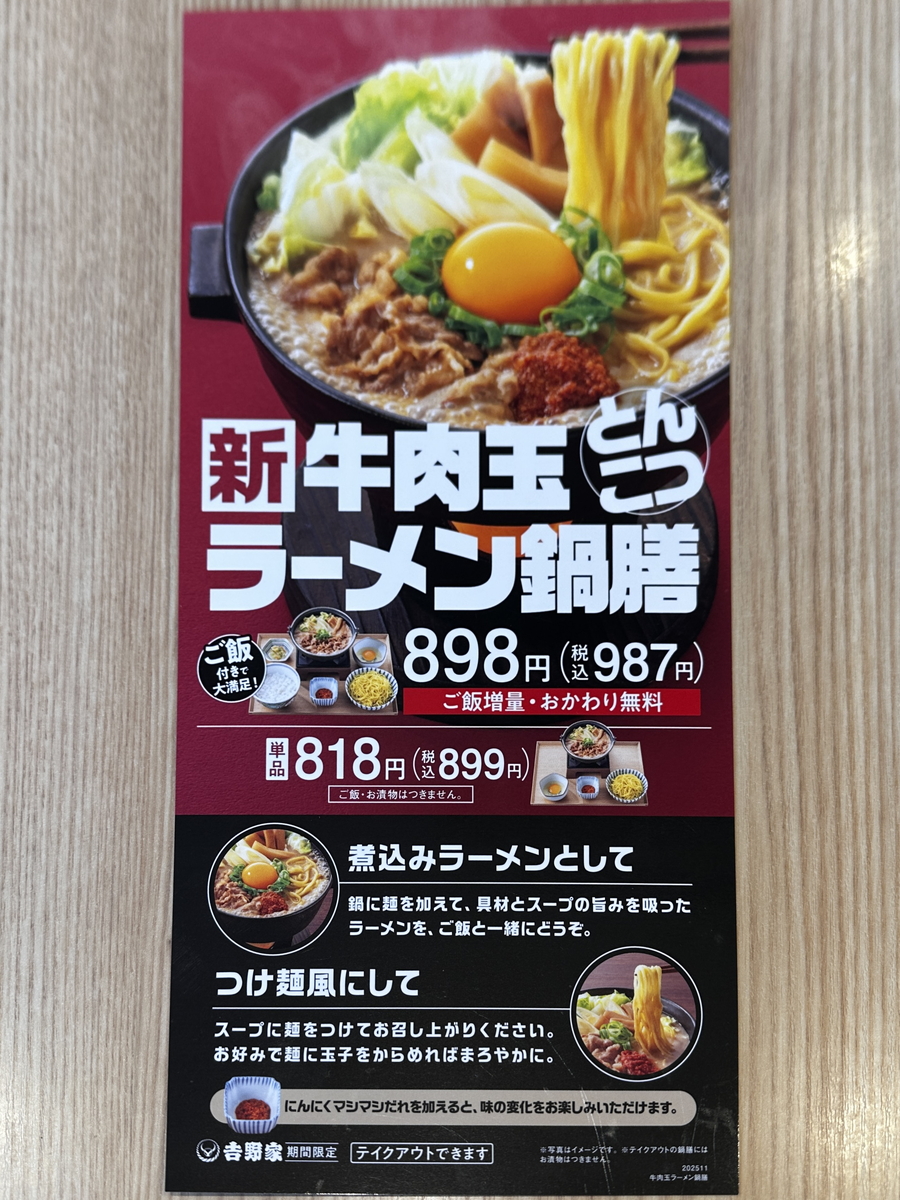 新 牛肉玉 とんこつ
ラーメン鍋膳
ご飯
付きで
大満足!
898円(税込987円)
ご飯増量・おかわり無料
単品 818円(税込899円)
ご飯・お漬物はつきません。
煮込みラーメンとして
鍋に麺を加えて、具材とスープの旨みを吸った
ラーメンを、ご飯と一緒にどうぞ。
つけ麺風にして
スープに麺をつけてお召し上がりください。
お好みで麺に玉子をからめればまろやかに。
にんにくマシマシだれを加えると、味の変化をお楽しみいただけます。
吉野家 期間限定 テイクアウトできます
※写真はイメージです。※テイクアウトの鍋膳には
お漬物はつきません。
202511
牛肉玉ラーメン鍋膳